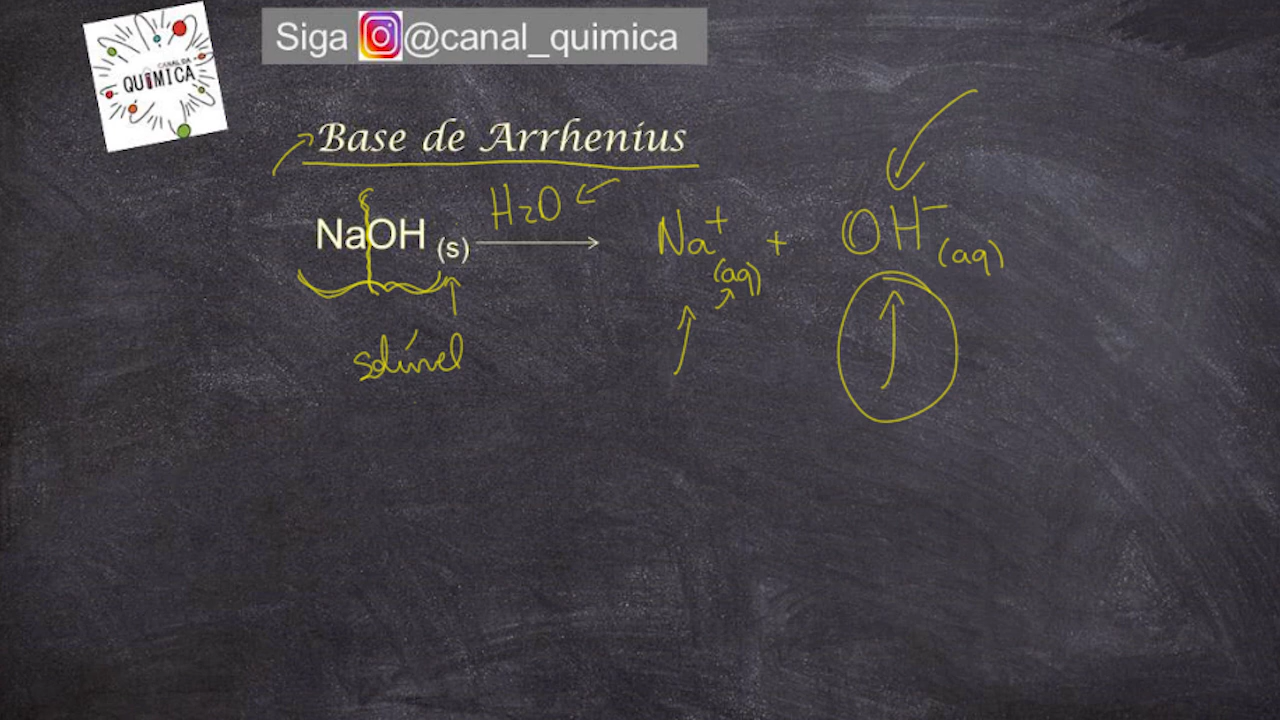 Siga @canal_quimica
CANAL DA
QUÍMICA
Base de Arrhenius
H2O
NaOH (s) → Na+ (aq) + OH− (aq)
solúvel